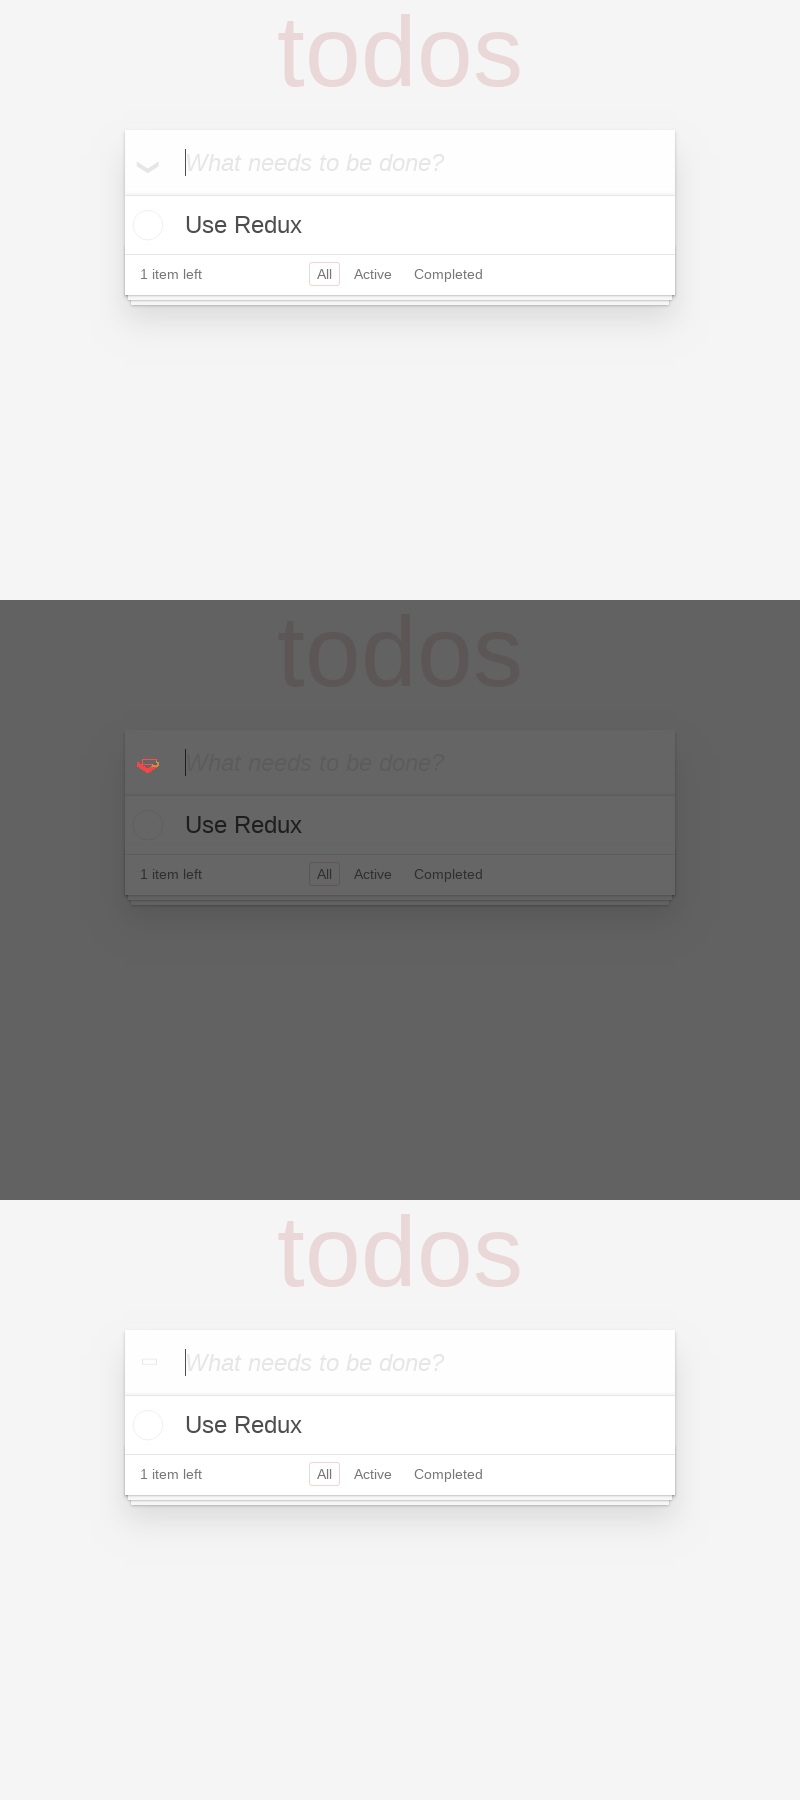 todos
What needs to be done?
Use Redux
1 item left All Active Completed
todos
What needs to be done?
Use Redux
1 item left All Active Completed
todos
What needs to be done?
Use Redux
1 item left All Active Completed